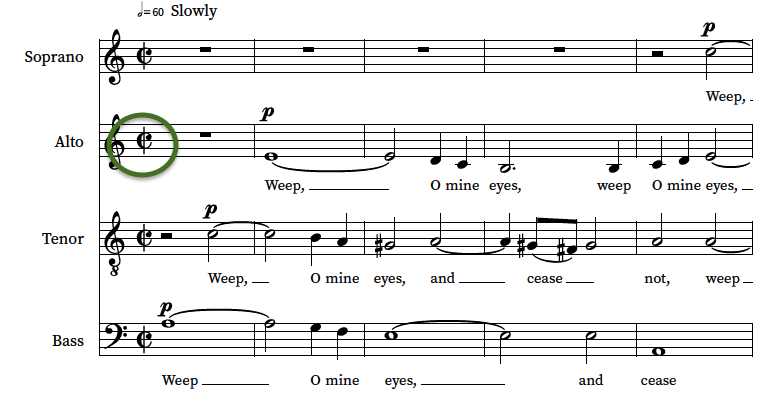 𝅗𝅥=60 Slowly
Soprano
p
Weep,
Alto
p
Weep, O mine eyes, weep O mine eyes,
Tenor
p
8
Weep, O mine eyes, and cease not, weep
Bass
p
Weep O mine eyes, and cease